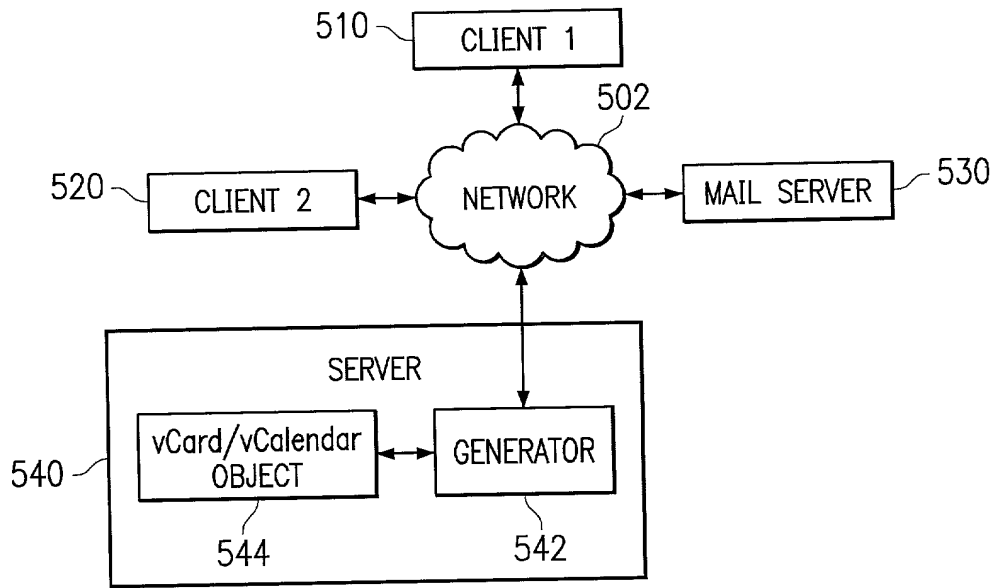 510
CLIENT 1
502
520
CLIENT 2
NETWORK
MAIL SERVER
530
SERVER
540
vCard/vCalendar
OBJECT
GENERATOR
544
542